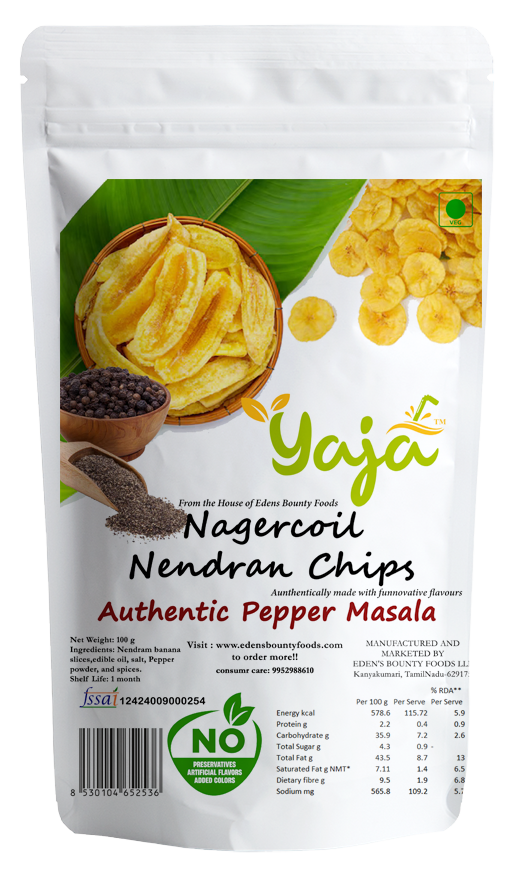 VEG.
Yaja TM
From the House of Edens Bounty Foods
Nagercoil
Nendran Chips
Aunthentically made with funnovative flavours
Authentic Pepper Masala
Net Weight: 100 g
Ingredients: Nendram banana
slices,edible oil, salt, Pepper
powder, and spices.
Shelf Life: 1 month
fssai 12424009000254
8 530104 652536
Visit : www.edensbountyfoods.com
to order more!!
consumr care: 9952988610
NO
PRESERVATIVES
ARTIFICIAL FLAVORS
ADDED COLORS
MANUFACTURED AND
MARKETED BY
EDEN'S BOUNTY FOODS
Kanyakumari, TamilNadu-62917
% RDA**
Per 100 g Per Serve Per Serve
Energy kcal 578.6 115.72 5.9
Protein g 2.2 0.4 0.9
Carbohydrate g 35.9 7.2 2.6
Total Sugar g 4.3 0.9 -
Total Fat g 43.5 8.7 13
Saturated Fat g NMT* 7.11 1.4 6.5
Dietary fibre g 9.5 1.9 6.8
Sodium mg 565.8 109.2 5.